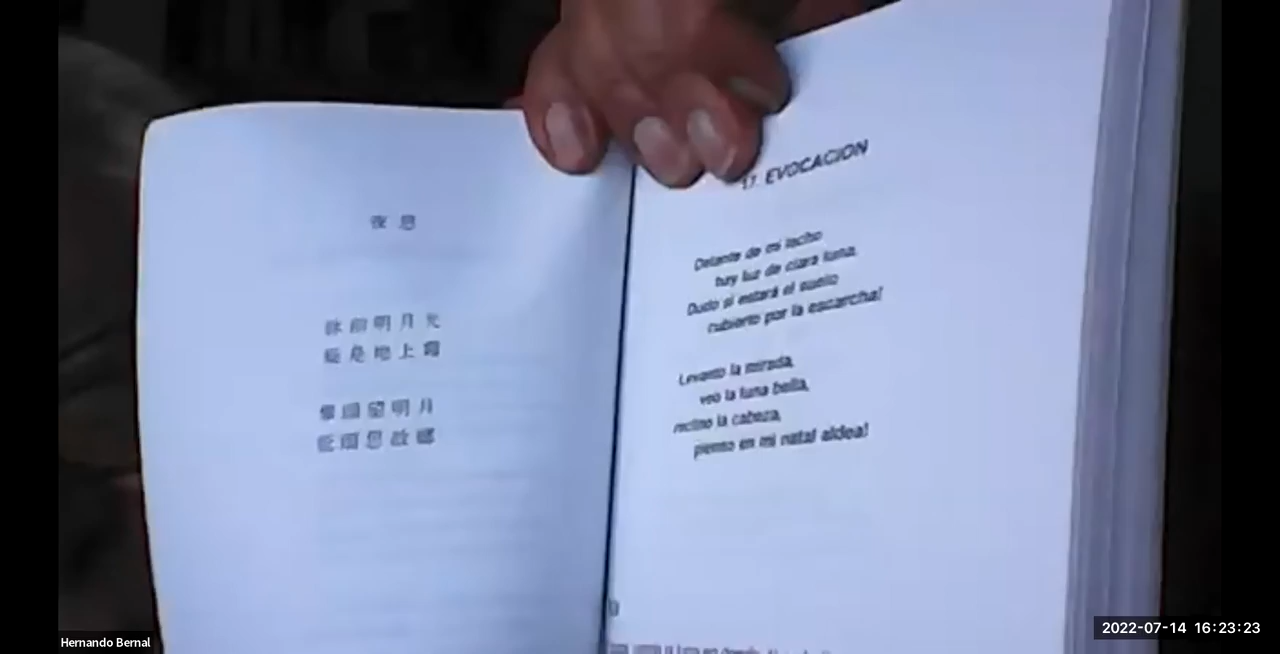 夜思
床前明月光
疑是地上霜
舉頭望明月
低頭思故鄉
17. EVOCACION
Delante de mi lecho
hay luz de clara luna.
Dudo si estará el suelo
cubierto por la escarcha!
Levanto la mirada,
veo la luna bella,
reclino la cabeza,
pienso en mi natal aldea!
Hernando Bernal
2022-07-14 16:23:23